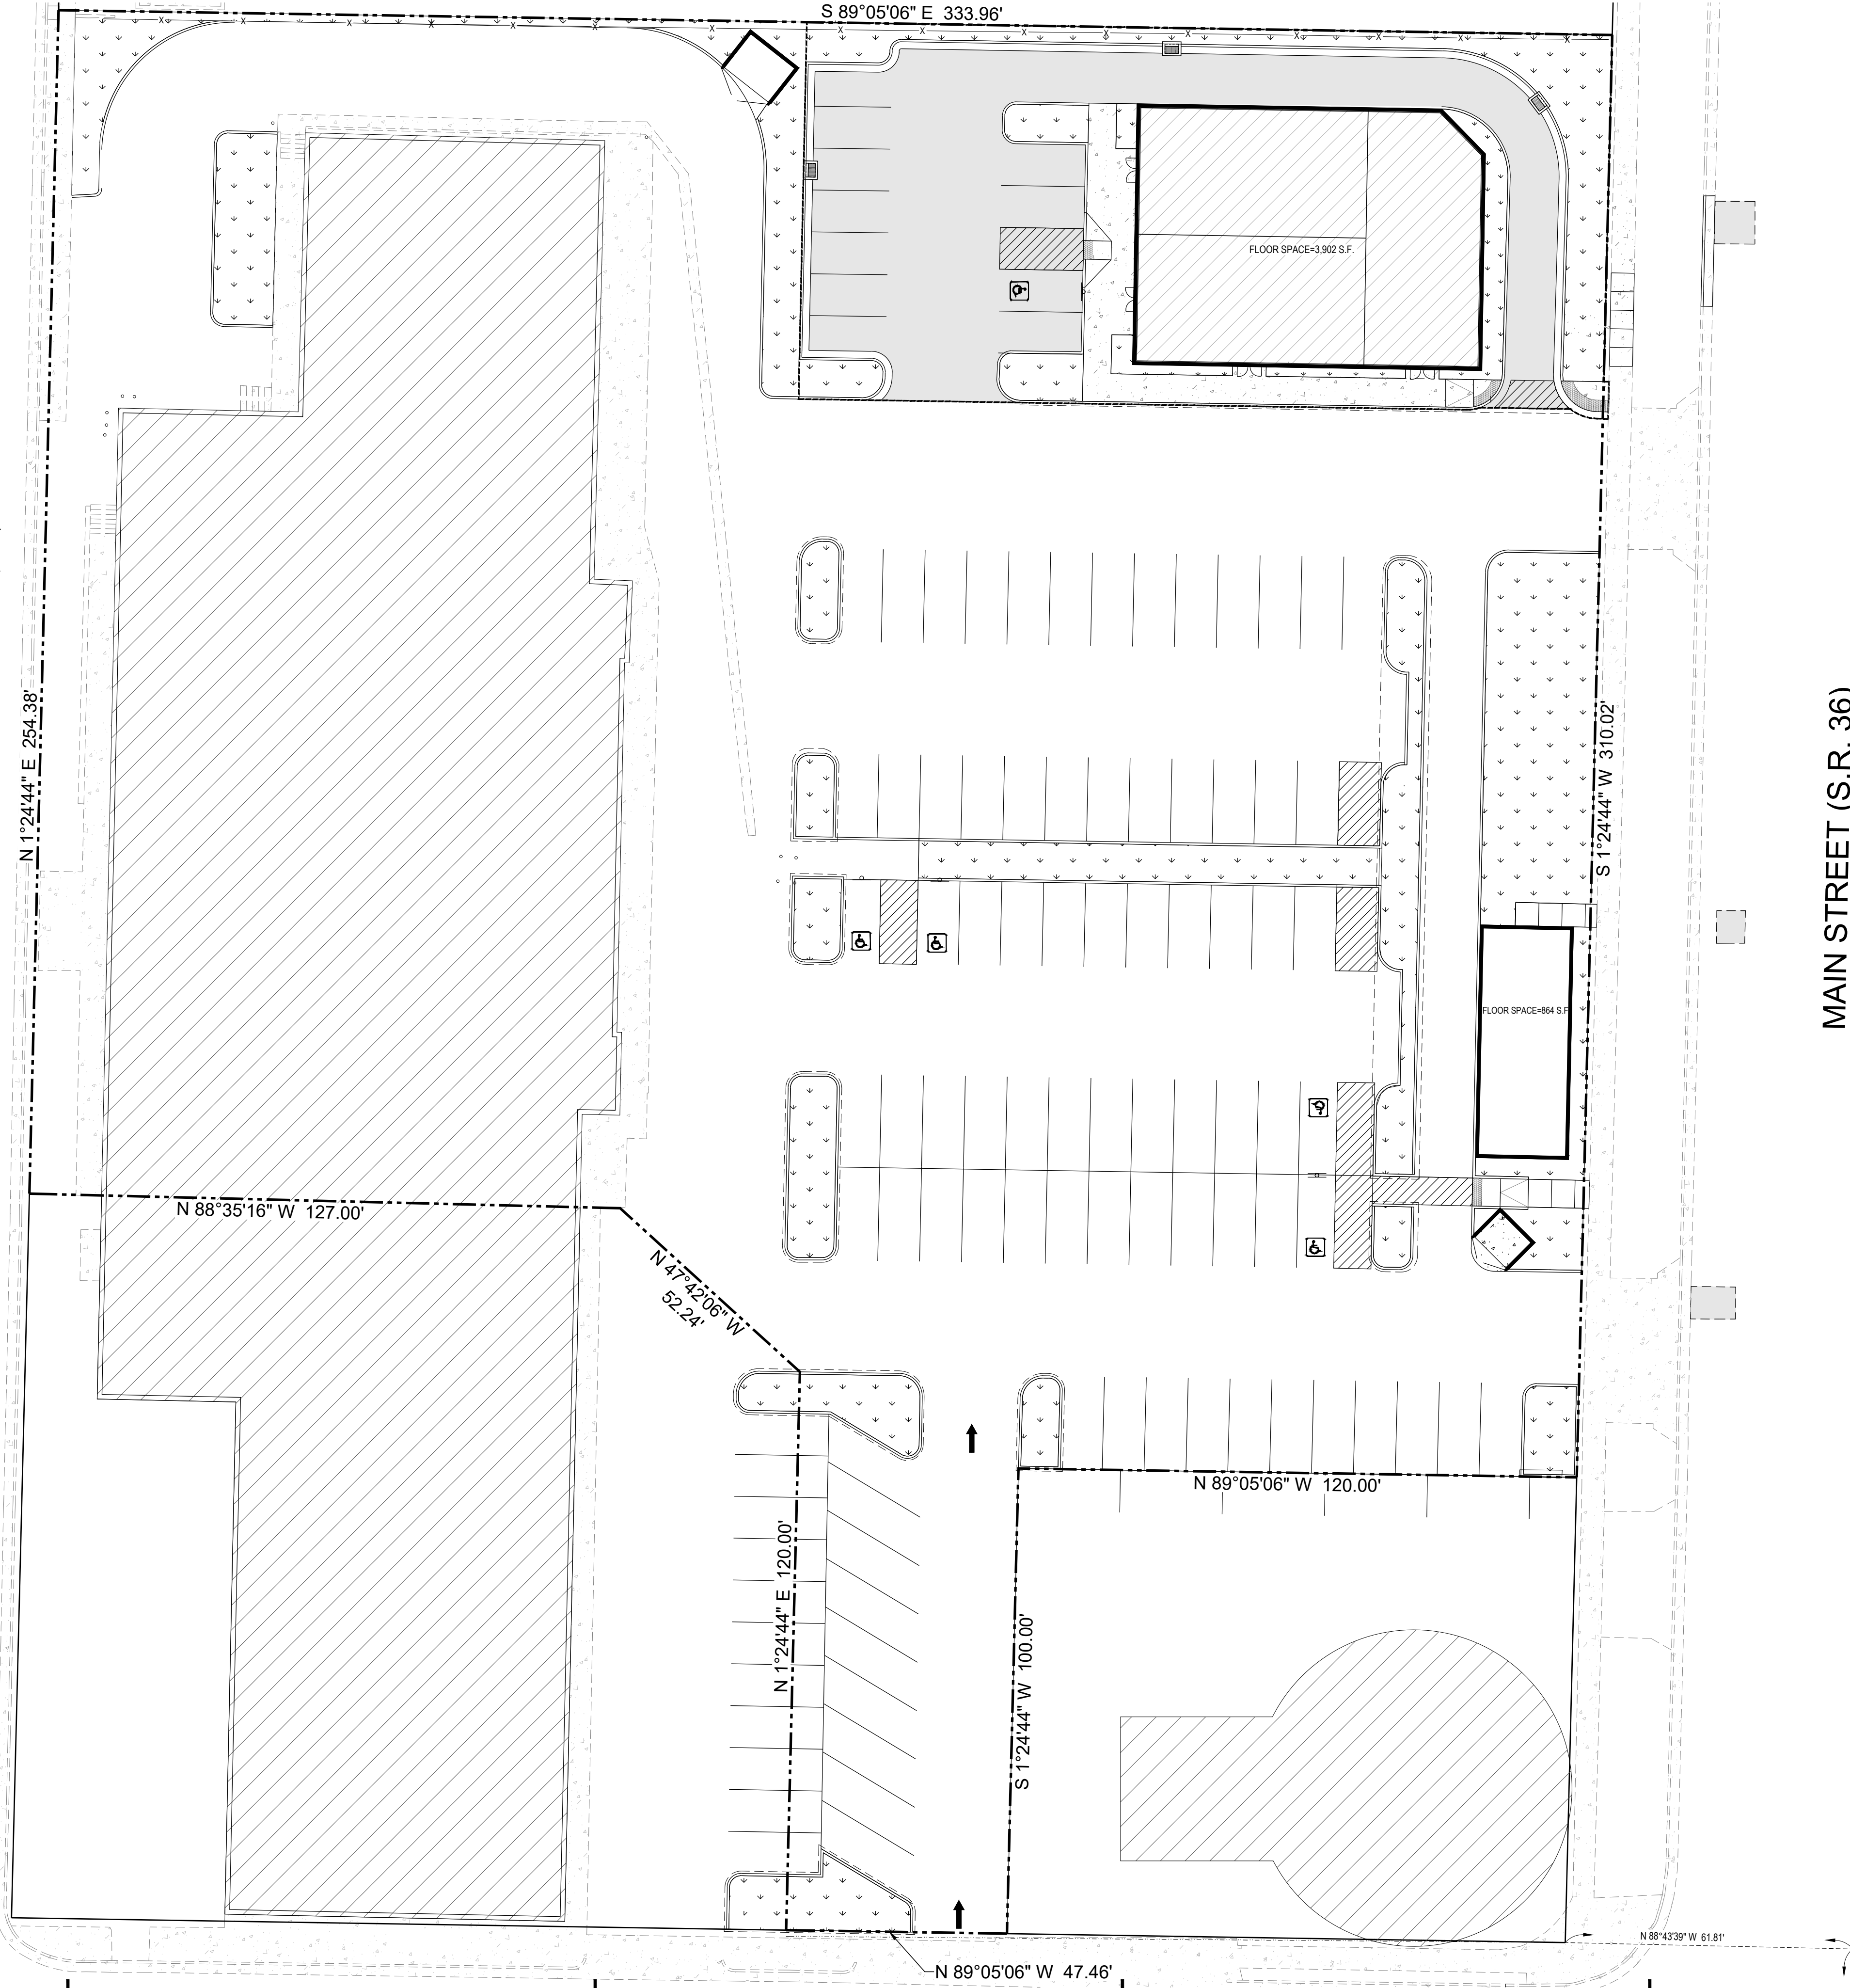 S 89°05'06" E 333.96'
FLOOR SPACE=3,902 S.F.
N 1°24'44" E 254.38'
S 1°24'44" W 310.02'
MAIN STREET (S.R. 36)
FLOOR SPACE=864 S.F.
N 88°35'16" W 127.00'
N 47°42'06" W
52.24'
N 89°05'06" W 120.00'
N 1°24'44" E 120.00'
S 1°24'44" W 100.00'
N 88°43'39" W 61.81'
N 89°05'06" W 47.46'